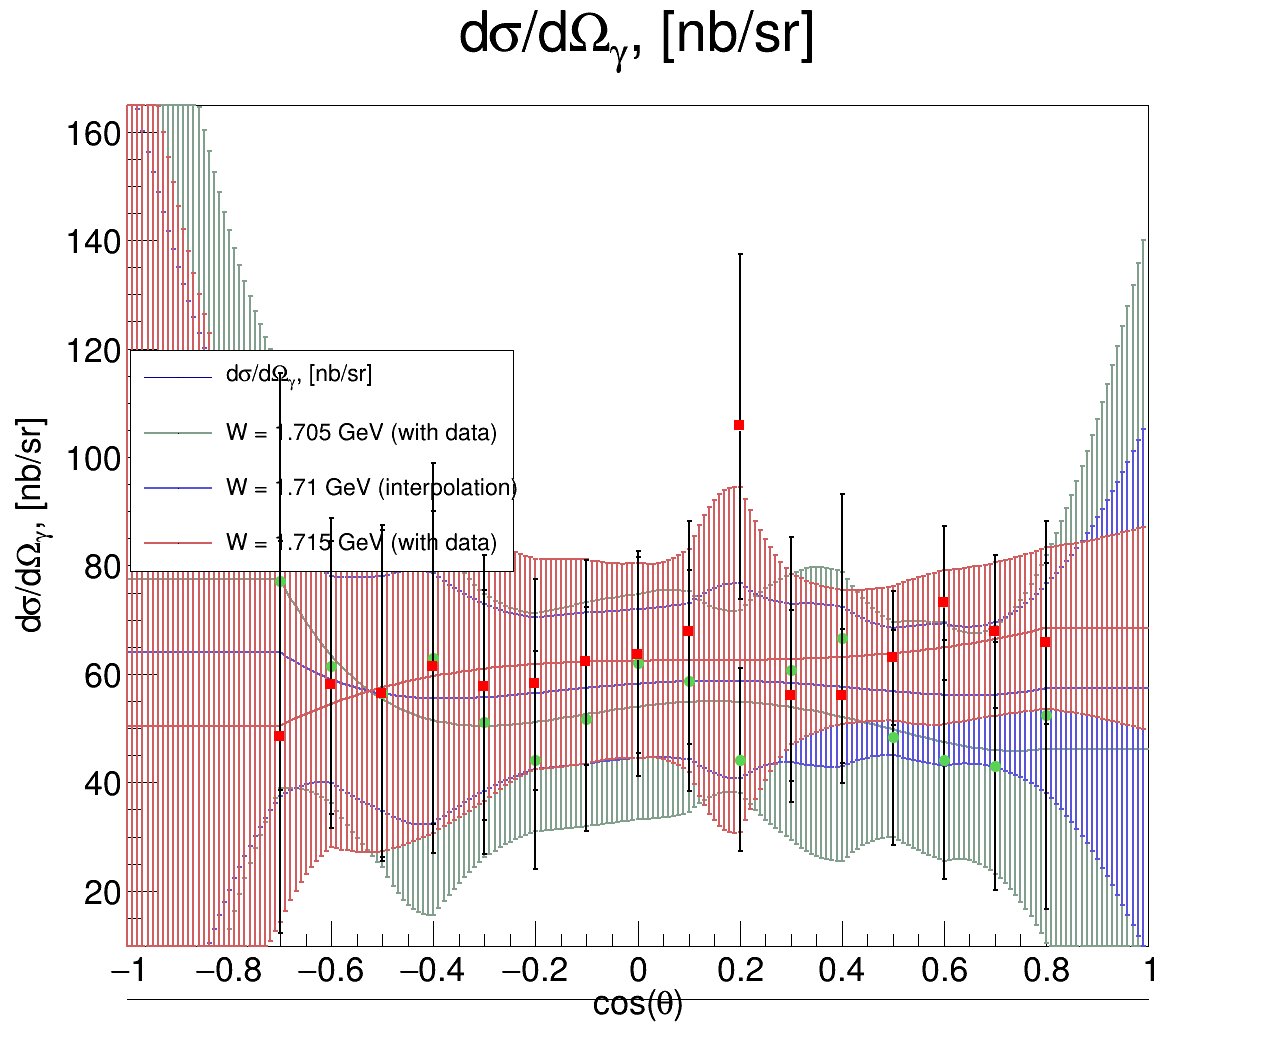 dσ/dΩγ, [nb/sr]
dσ/dΩγ, [nb/sr]
160
140
120
100
80
60
40
20
dσ/dΩγ, [nb/sr]
W = 1.705 GeV (with data)
W = 1.71 GeV (interpolation)
W = 1.715 GeV (with data)
−1 −0.8 −0.6 −0.4 −0.2 0 0.2 0.4 0.6 0.8 1
cos(θ)